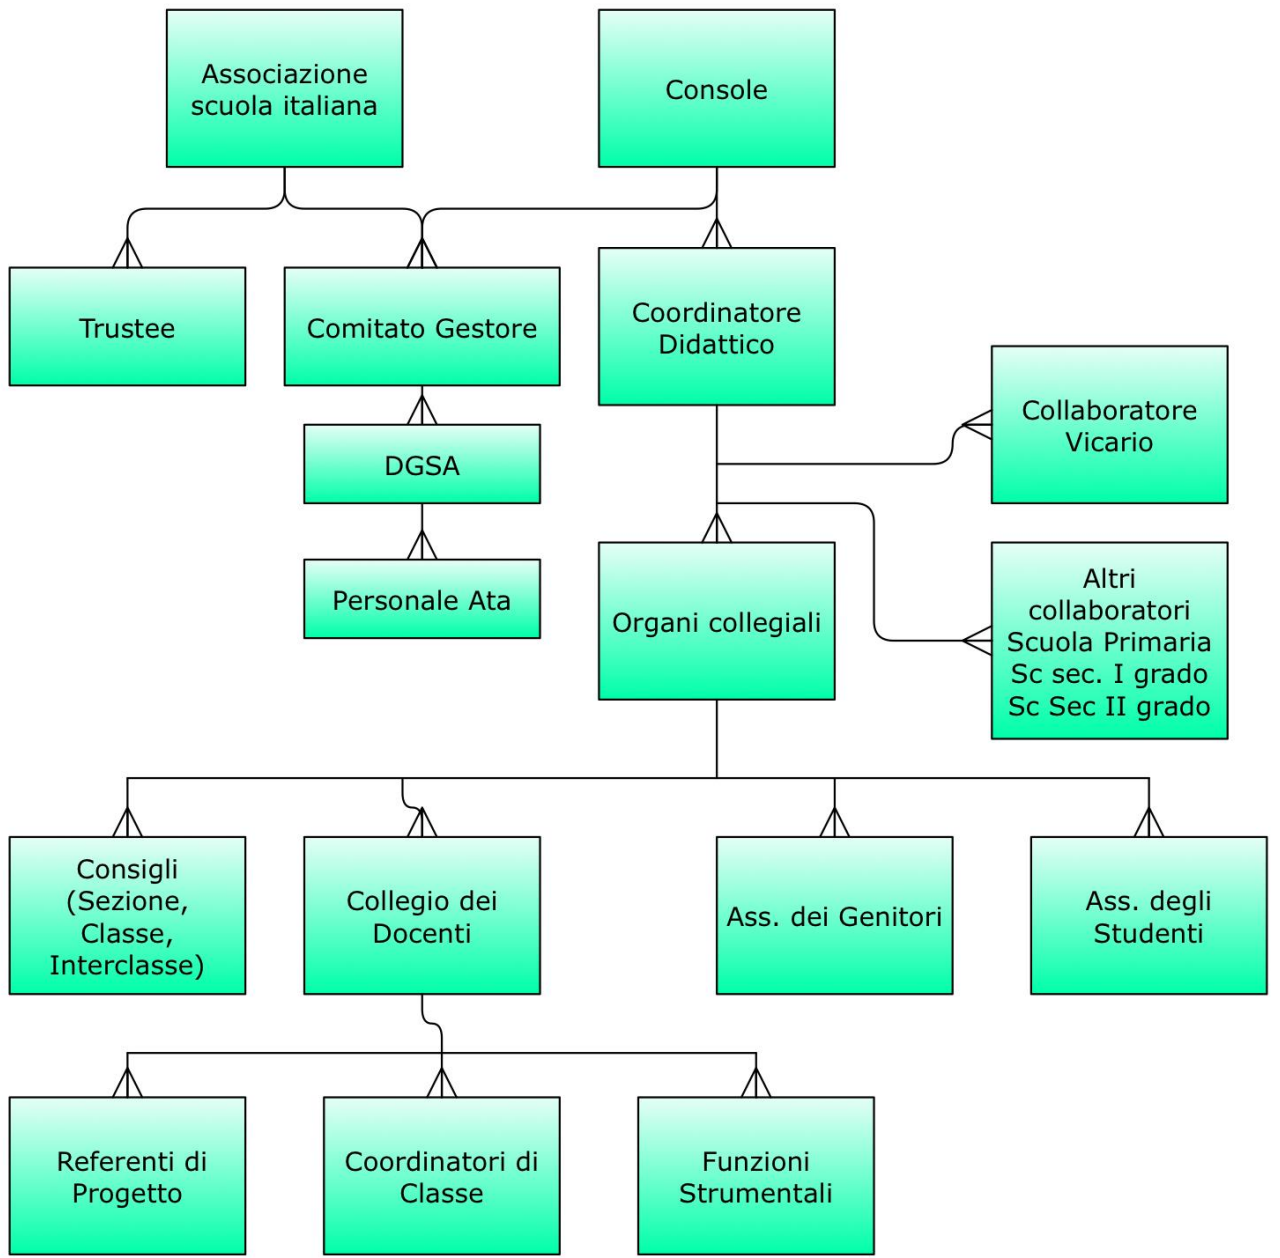 Associazione
scuola italiana
Console
Trustee
Comitato Gestore
Coordinatore
Didattico
Collaboratore
Vicario
DGSA
Personale Ata
Organi collegiali
Altri
collaboratori
Scuola Primaria
Sc sec. I grado
Sc Sec II grado
Consigli
(Sezione,
Classe,
Interclasse)
Collegio dei
Docenti
Ass. dei Genitori
Ass. degli
Studenti
Referenti di
Progetto
Coordinatori di
Classe
Funzioni
Strumentali